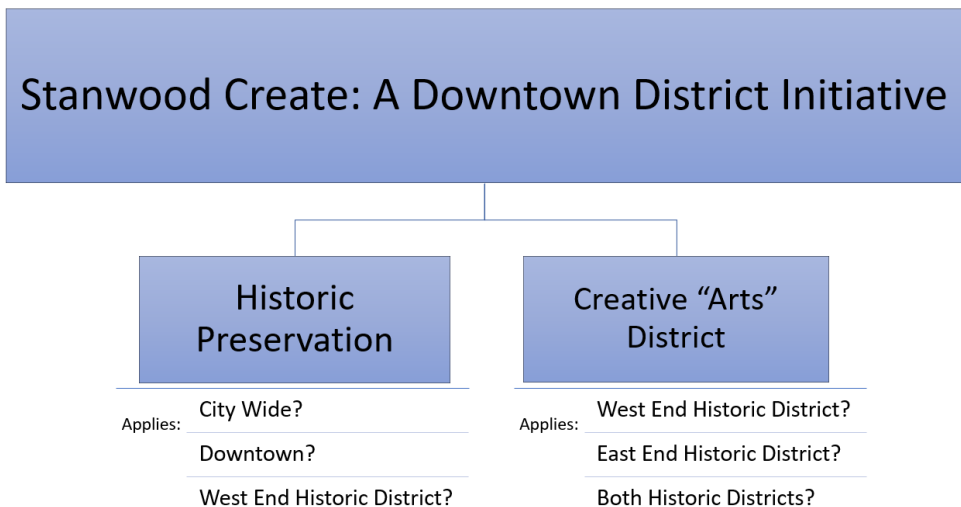 Stanwood Create: A Downtown District Initiative
Historic
Preservation
Applies:
City Wide?
Downtown?
West End Historic District?
Creative “Arts”
District
Applies:
West End Historic District?
East End Historic District?
Both Historic Districts?